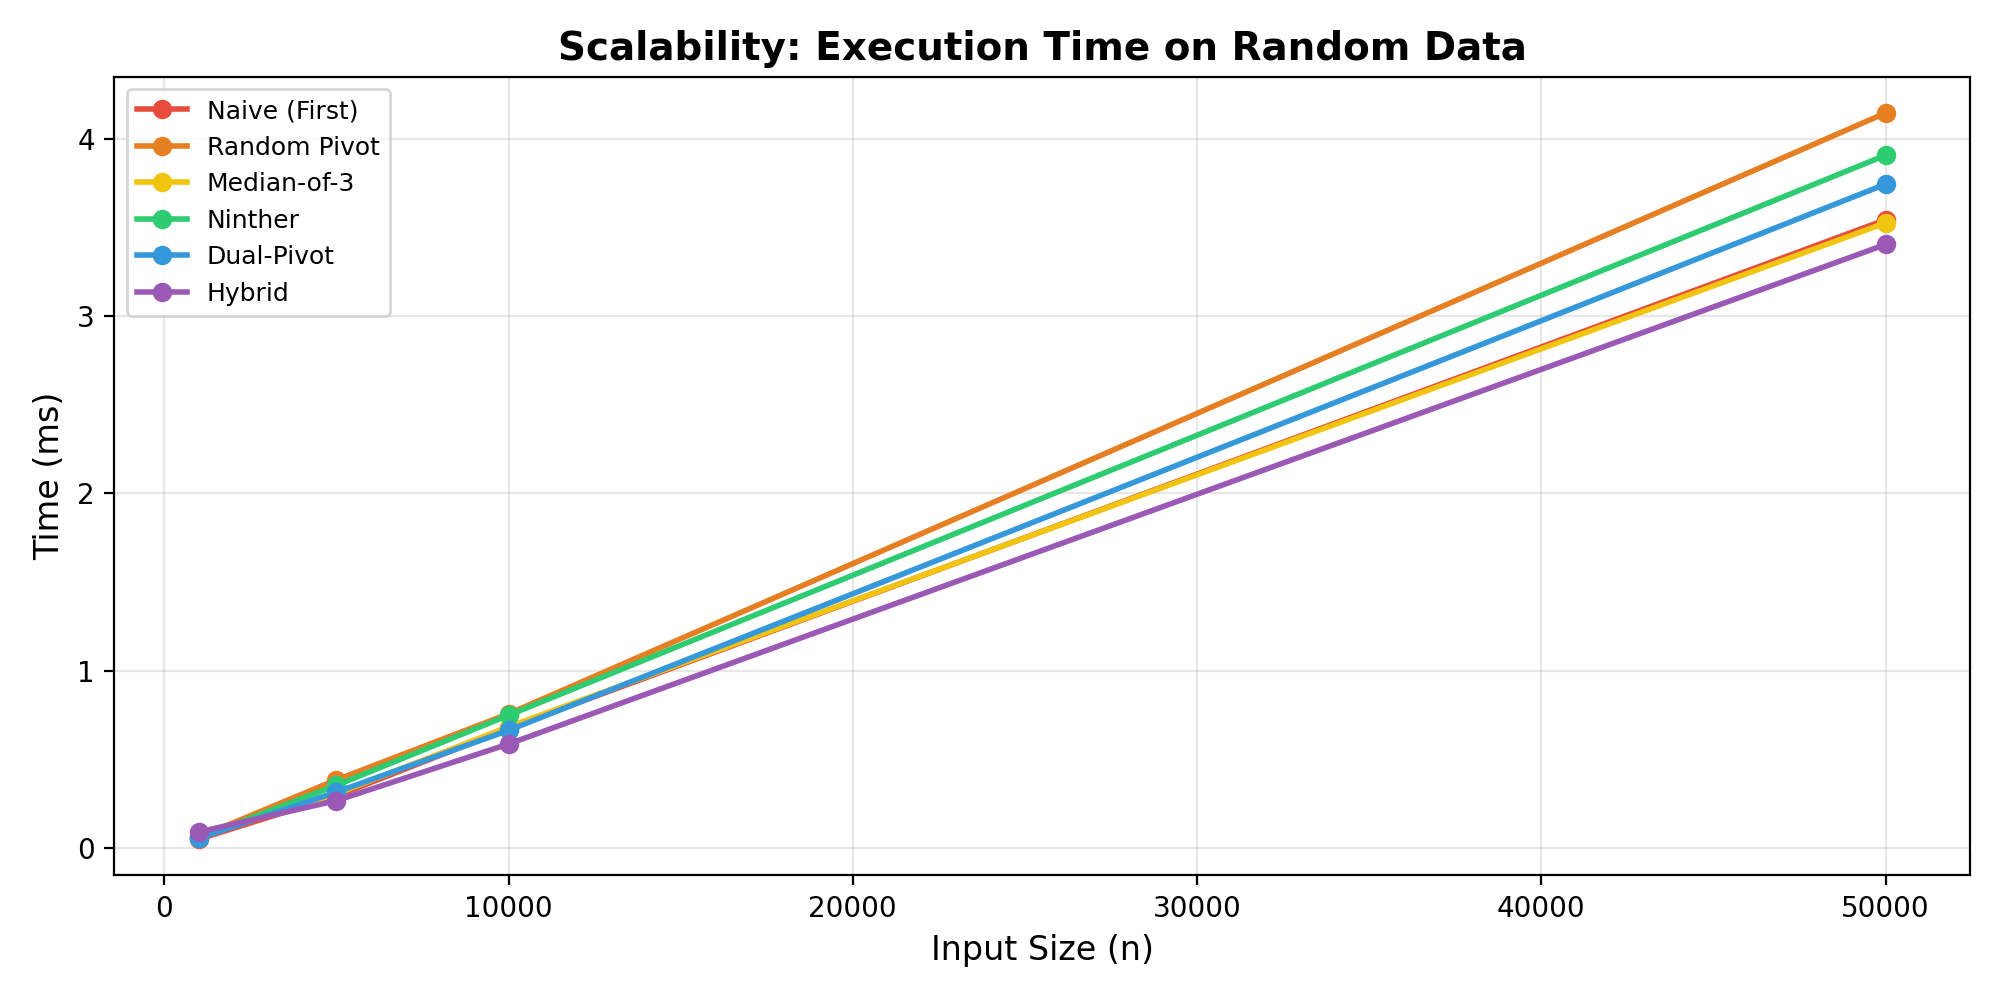 Scalability: Execution Time on Random Data
Naive (First)
Random Pivot
Median-of-3
Ninther
Dual-Pivot
Hybrid
Time (ms)
4
3
2
1
0
0
10000
20000
30000
40000
50000
Input Size (n)